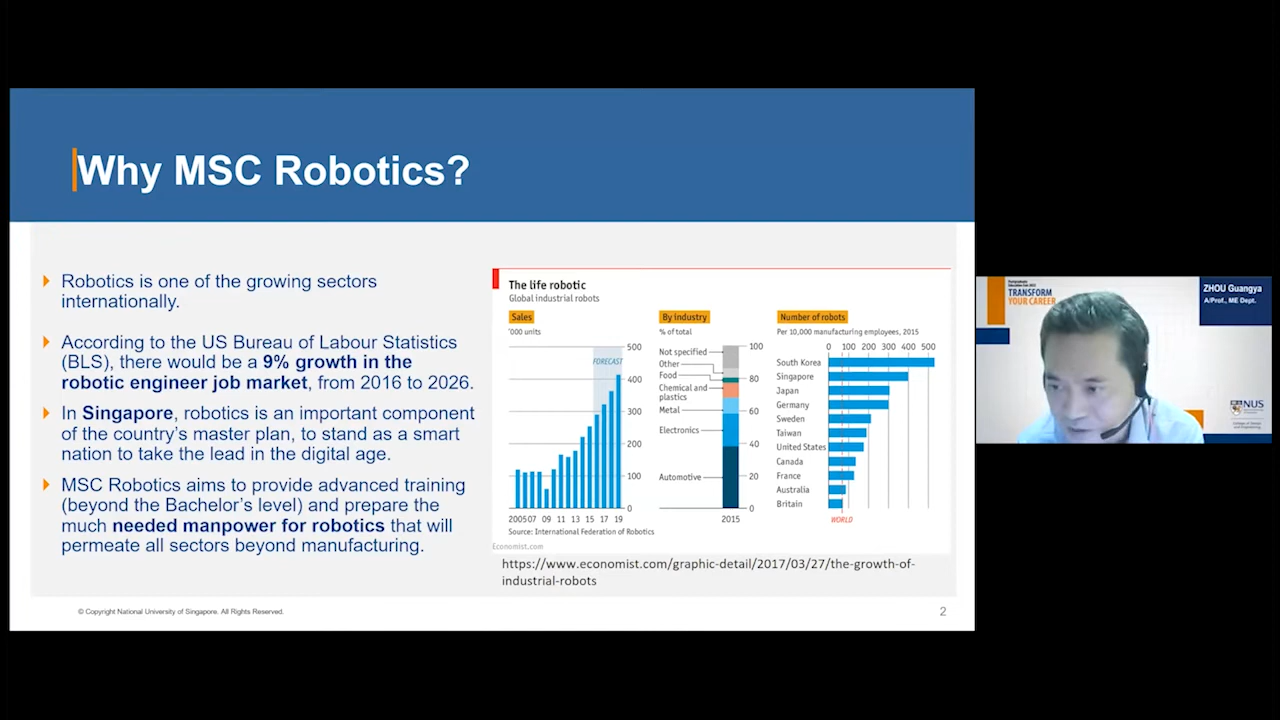 Why MSC Robotics?
Robotics is one of the growing sectors
internationally.
According to the US Bureau of Labour Statistics
(BLS), there would be a 9% growth in the
robotic engineer job market, from 2016 to 2026.
In Singapore, robotics is an important component
of the country's master plan, to stand as a smart
nation to take the lead in the digital age.
MSC Robotics aims to provide advanced training
(beyond the Bachelor's level) and prepare the
much needed manpower for robotics that will
permeate all sectors beyond manufacturing.
The life robotic
Global industrial robots
Sales
'000 units
FORECAST
500
400
300
200
100
0
2005 07 09 11 13 15 17 19
Source: International Federation of Robotics
Economist.com
By industry
% of total
Not specified
Other
Food
Chemical and
plastics
Metal
Electronics
Automotive
100
80
60
40
20
0
2015
Number of robots
Per 10,000 manufacturing employees, 2015
0 100 200 300 400 500
South Korea
Singapore
Japan
Germany
Sweden
Taiwan
United States
Canada
France
Australia
Britain
WORLD
https://www.economist.com/graphic-detail/2017/03/27/the-growth-of-
industrial-robots
© Copyright National University of Singapore. All Rights Reserved.
2
TRANSFORM
YOUR CAREER
ZHOU Guangya
A/Prof., ME Dept.
NUS